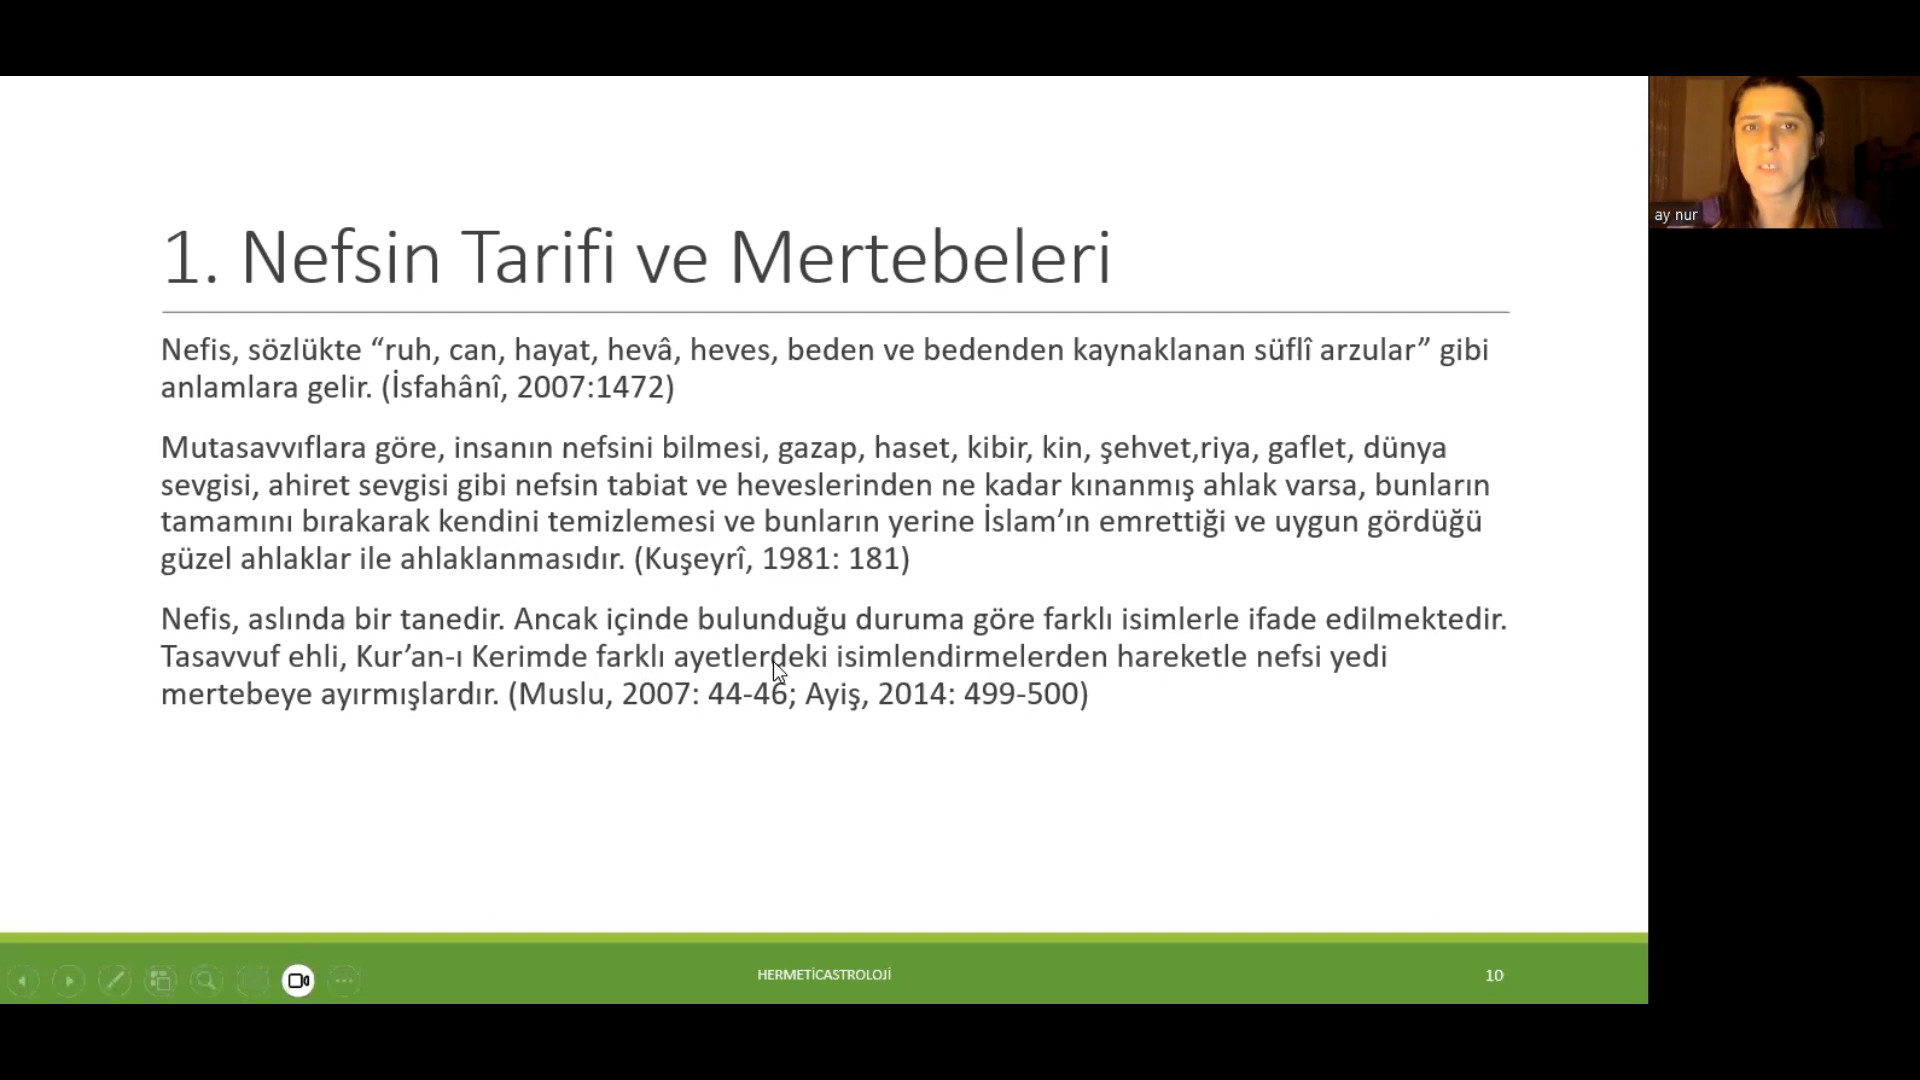 1. Nefsin Tarifi ve Mertebeleri
Nefis, sözlükte “ruh, can, hayat, hevâ, heves, beden ve bedenden kaynaklanan süflî arzular” gibi
anlamlara gelir. (İsfahânî, 2007:1472)
Mutasavvıflara göre, insanın nefsini bilmesi, gazap, haset, kibir, kin, şehvet,riya, gaflet, dünya
sevgisi, ahiret sevgisi gibi nefsin tabiat ve heveslerinden ne kadar kınanmış ahlak varsa, bunların
tamamını bırakarak kendini temizlemesi ve bunların yerine İslam’ın emrettiği ve uygun gördüğü
güzel ahlaklar ile ahlaklanmasıdır. (Kuşeyrî, 1981: 181)
Nefis, aslında bir tanedir. Ancak içinde bulunduğu duruma göre farklı isimlerle ifade edilmektedir.
Tasavvuf ehli, Kur’an-ı Kerimde farklı ayetlerdeki isimlendirmelerden hareketle nefsi yedi
mertebeye ayırmışlardır. (Muslu, 2007: 44-46; Ayiş, 2014: 499-500)
HERMETİCASTROLOJİ
10
ay nur